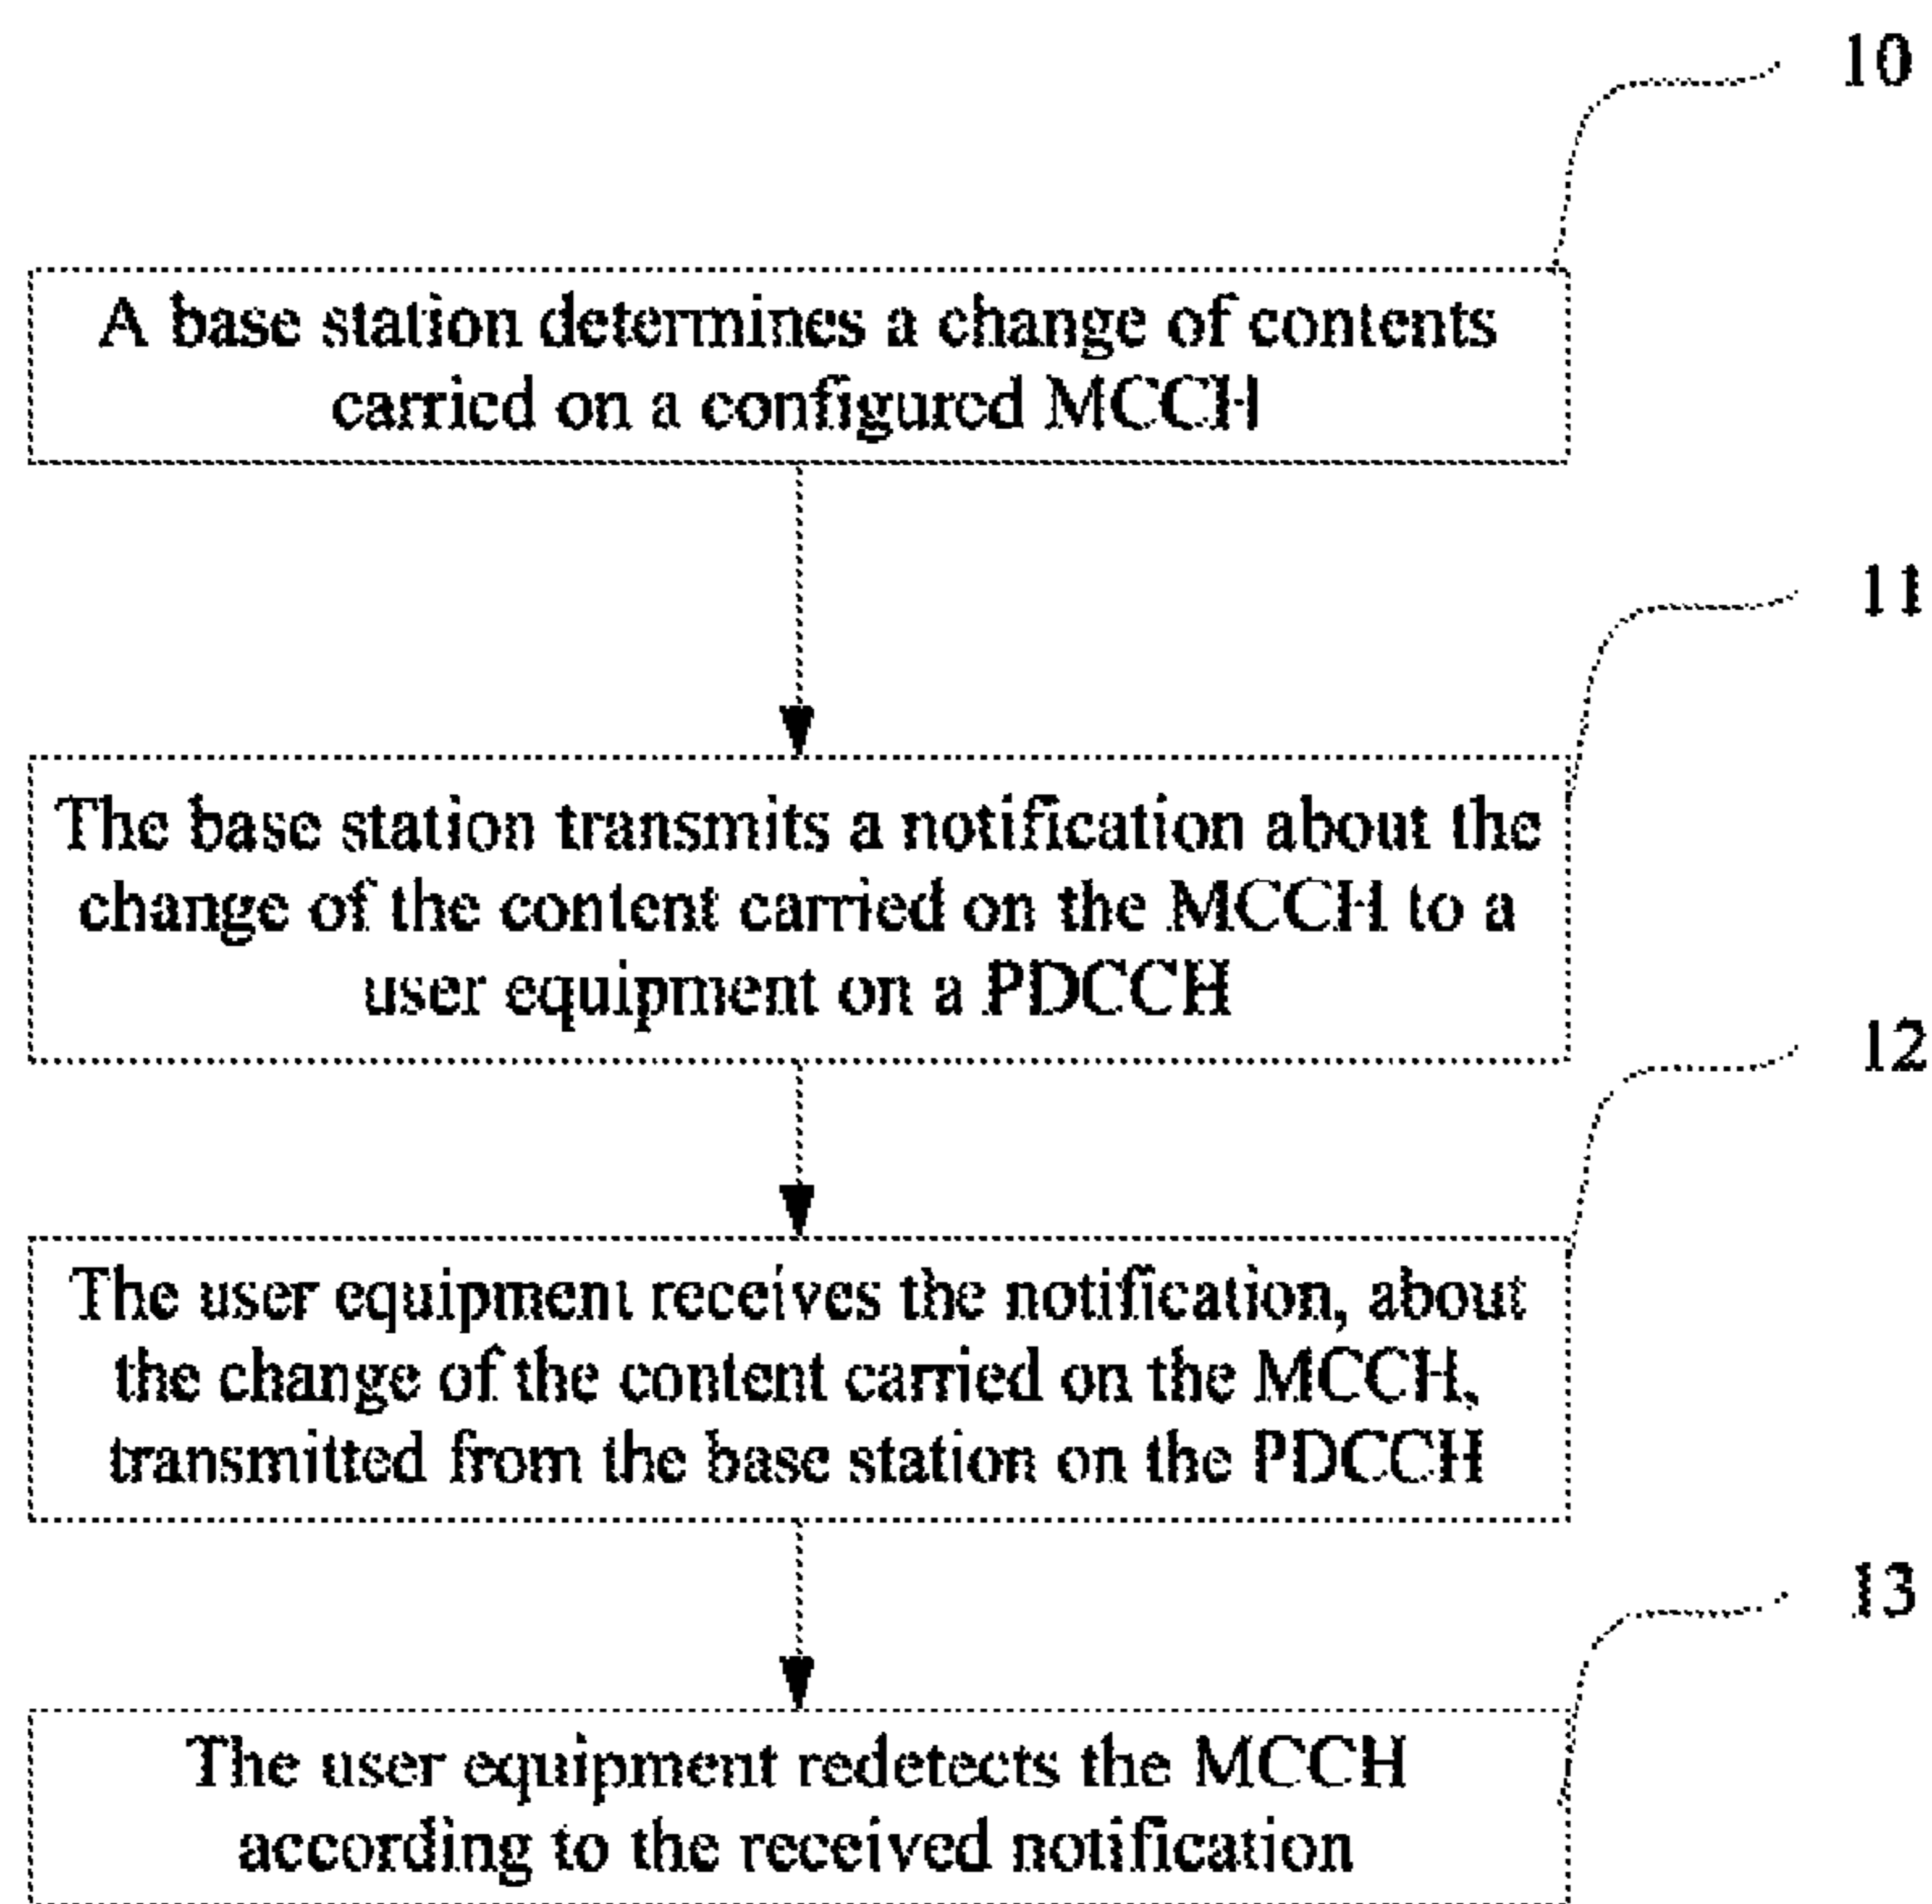 10
A base station determines a change of contents
carried on a configured MCCH
11
The base station transmits a notification about the
change of the content carried on the MCCH to a
user equipment on a PDCCH
12
The user equipment receives the notification, about
the change of the content carried on the MCCH,
transmitted from the base station on the PDCCH
13
The user equipment redetects the MCCH
according to the received notification